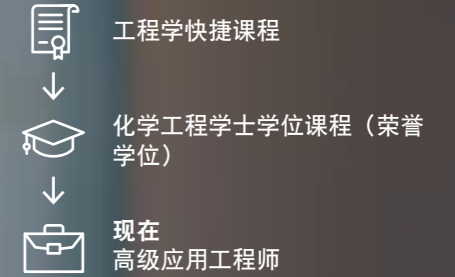 工程学快捷课程
化学工程学士学位课程（荣誉
学位）
现在
高级应用工程师